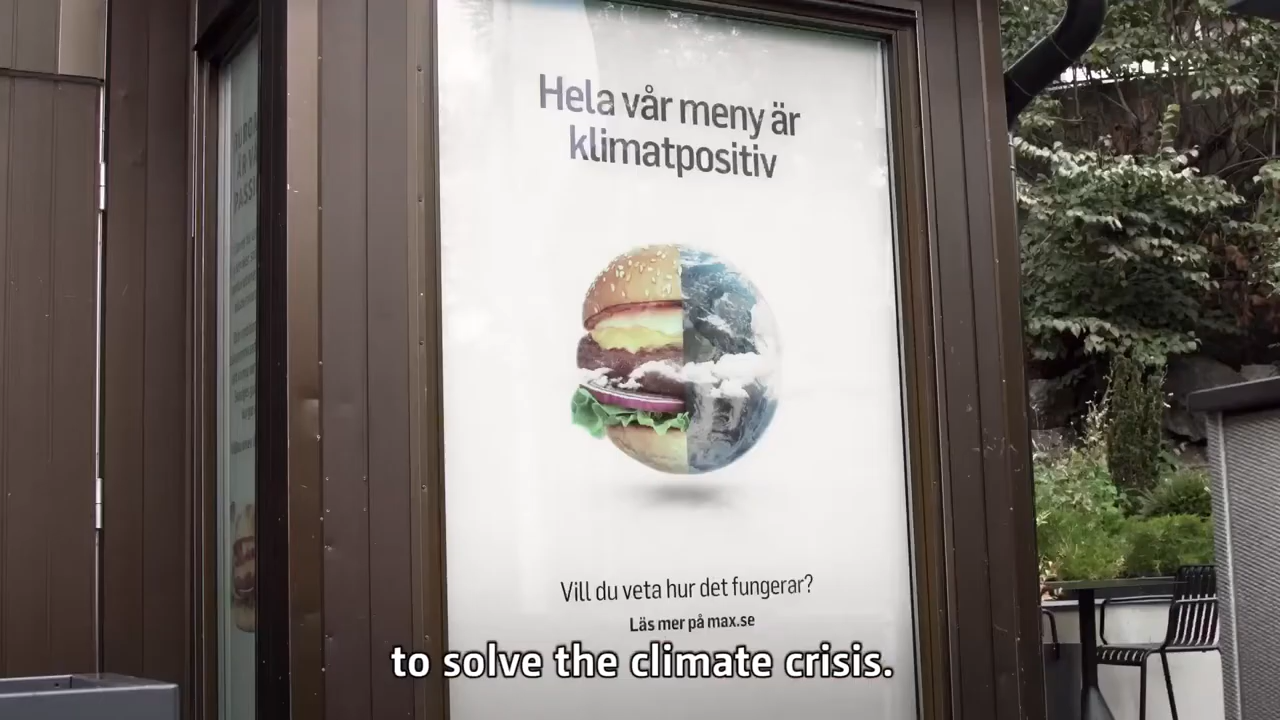 Hela vår meny är
klimatpositiv
Vill du veta hur det fungerar?
Läs mer på max.se
to solve the climate crisis.